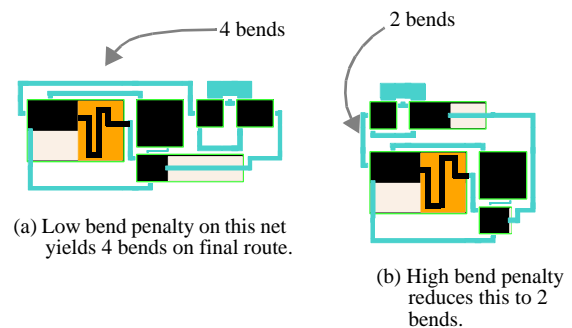 4 bends
2 bends
(a) Low bend penalty on this net
yields 4 bends on final route.
(b) High bend penalty
reduces this to 2
bends.